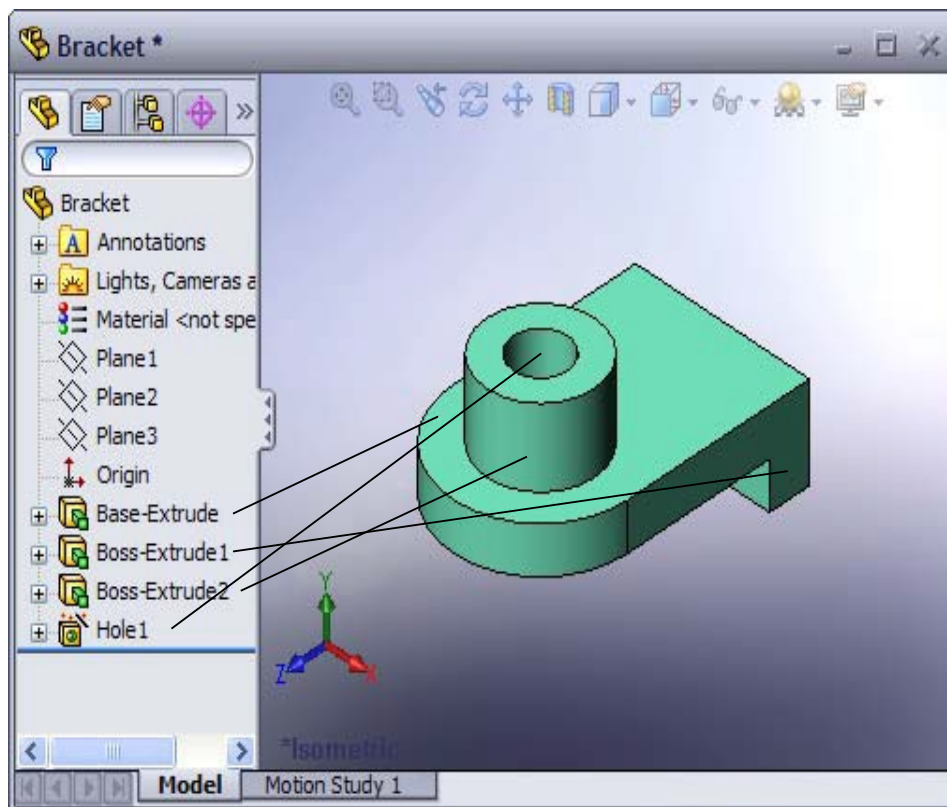 Bracket *
»
Bracket
A Annotations
Lights, Cameras a
Material <not spe
Plane1
Plane2
Plane3
Origin
Base-Extrude
Boss-Extrude1
Boss-Extrude2
Hole1
Y
Z X
*Isometric
Model Motion Study 1